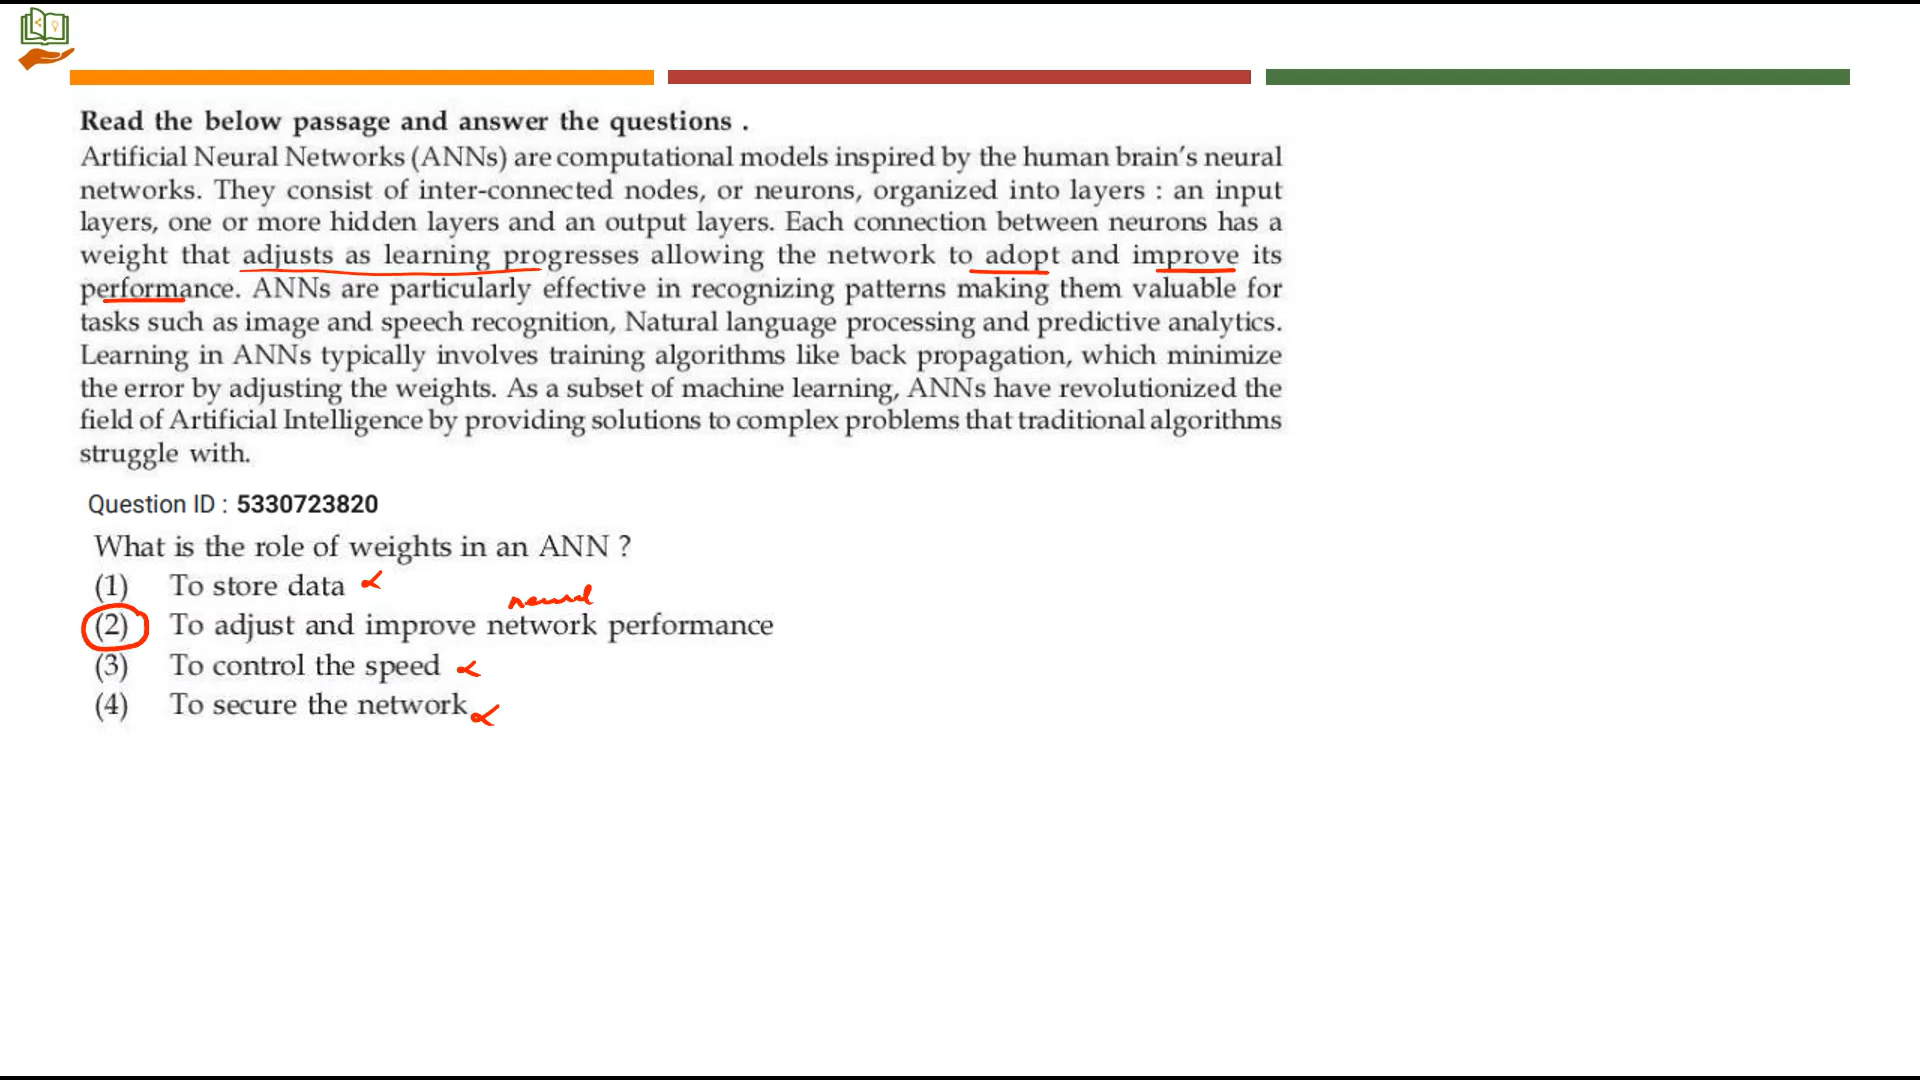 Read the below passage and answer the questions .
Artificial Neural Networks (ANNs) are computational models inspired by the human brain's neural
networks. They consist of inter-connected nodes, or neurons, organized into layers : an input
layers, one or more hidden layers and an output layers. Each connection between neurons has a
weight that adjusts as learning progresses allowing the network to adopt and improve its
performance. ANNs are particularly effective in recognizing patterns making them valuable for
tasks such as image and speech recognition, Natural language processing and predictive analytics.
Learning in ANNs typically involves training algorithms like back propagation, which minimize
the error by adjusting the weights. As a subset of machine learning, ANNs have revolutionized the
field of Artificial Intelligence by providing solutions to complex problems that traditional algorithms
struggle with.
Question ID : 5330723820
What is the role of weights in an ANN ?
(1) To store data
neural
(2) To adjust and improve network performance
(3) To control the speed
(4) To secure the network